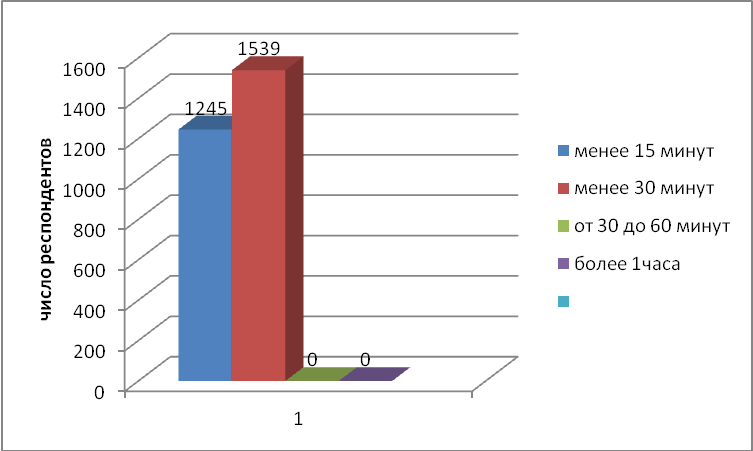 число респондентов
1600
1400
1200
1000
800
600
400
200
0
1245
1539
0
0
1
менее 15 минут
менее 30 минут
от 30 до 60 минут
более 1часа